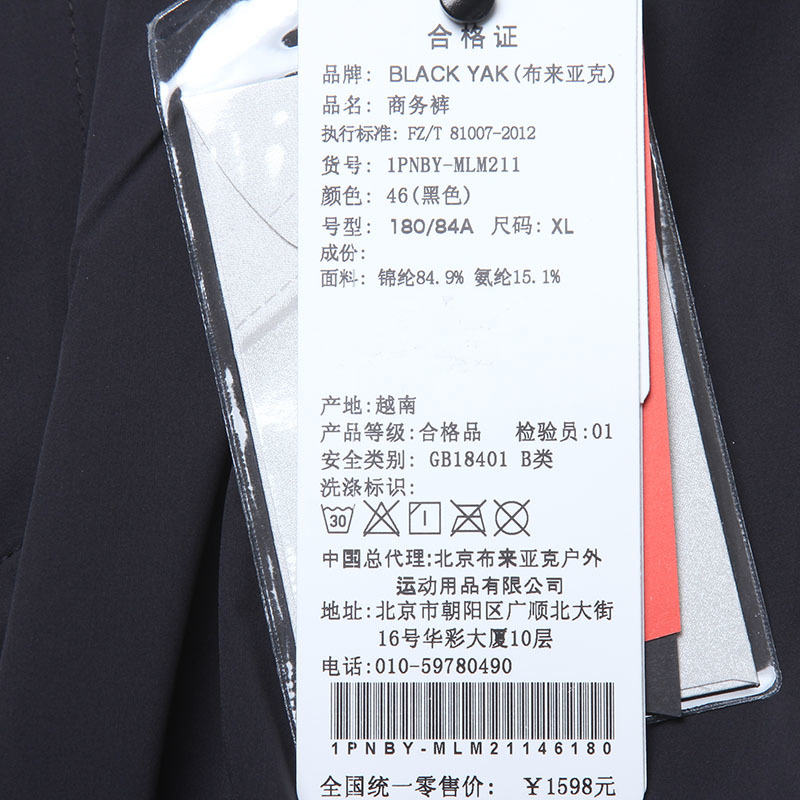 合格证
品牌: BLACK YAK(布来亚克)
品名: 商务裤
执行标准: FZ/T 81007-2012
货号: 1PNBY-MLM211
颜色: 46(黑色)
号型: 180/84A 尺码: XL
成份:
面料: 锦纶84.9% 氨纶15.1%
产地:越南
产品等级:合格品 检验员:01
安全类别: GB18401 B类
洗涤标识:
30
中国总代理:北京布来亚克户外
运动用品有限公司
地址:北京市朝阳区广顺北大街
16号华彩大厦10层
电话:010-59780490
1PNBY-MLM21146180
全国统一零售价: ¥1598元